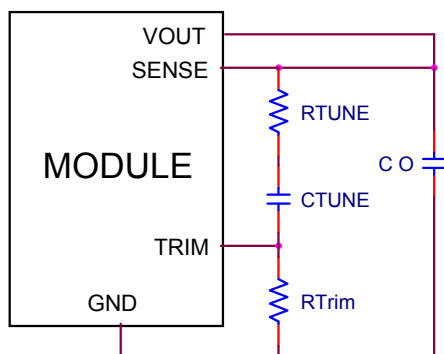 VOUT
SENSE
RTUNE
MODULE
C O
CTUNE
TRIM
GND
RTrim